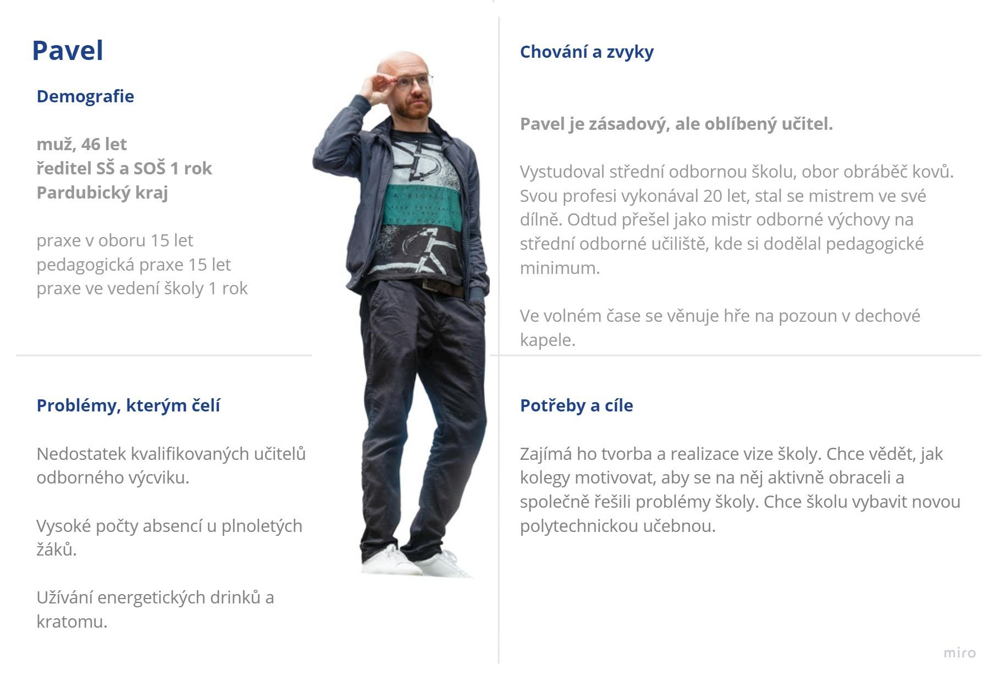 Pavel
Demografie
muž, 46 let
ředitel SŠ a SOŠ 1 rok
Pardubický kraj
praxe v oboru 15 let
pedagogická praxe 15 let
praxe ve vedení školy 1 rok
Chování a zvyky
Pavel je zásadový, ale oblíbený učitel.
Vystudoval střední odbornou školu, obor obráběč kovů.
Svou profesi vykonával 20 let, stal se mistrem ve své
dílně. Odtud přešel jako mistr odborné výchovy na
střední odborné učiliště, kde si dodělal pedagogické
minimum.
Ve volném čase se věnuje hře na pozoun v dechové
kapele.
Problémy, kterým čelí
Nedostatek kvalifikovaných učitelů
odborného výcviku.
Vysoké počty absencí u plnoletých
žáků.
Užívání energetických drinků a
kratomu.
Potřeby a cíle
Zajímá ho tvorba a realizace vize školy. Chce vědět, jak
kolegy motivovat, aby se na něj aktivně obraceli a
společně řešili problémy školy. Chce školu vybavit novou
polytechnickou učebnou.
miro